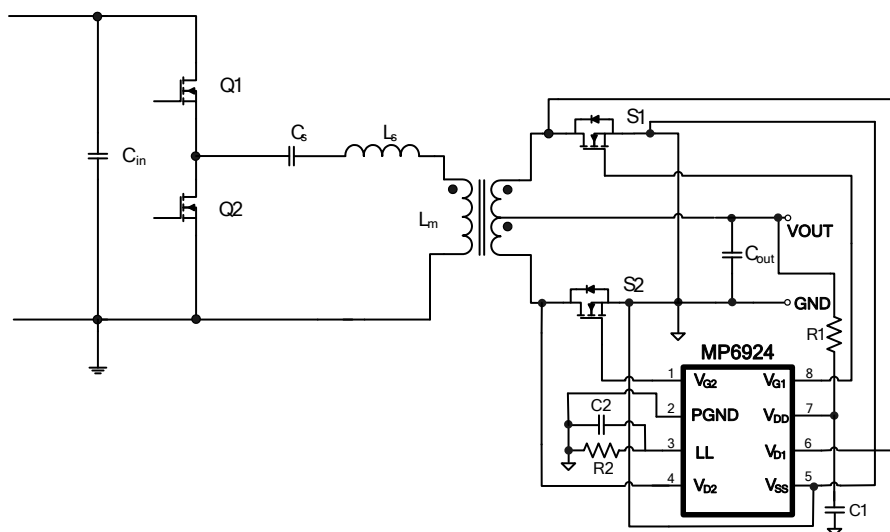 Q1
S1
Cs Ls
Cin
Q2
Lm
VOUT
Cout
S2
GND
R1
MP6924
1 VG2 VG1 8
C2
2 PGND VDD 7
3 LL VD1 6
R2
4 VD2 VSS 5
C1